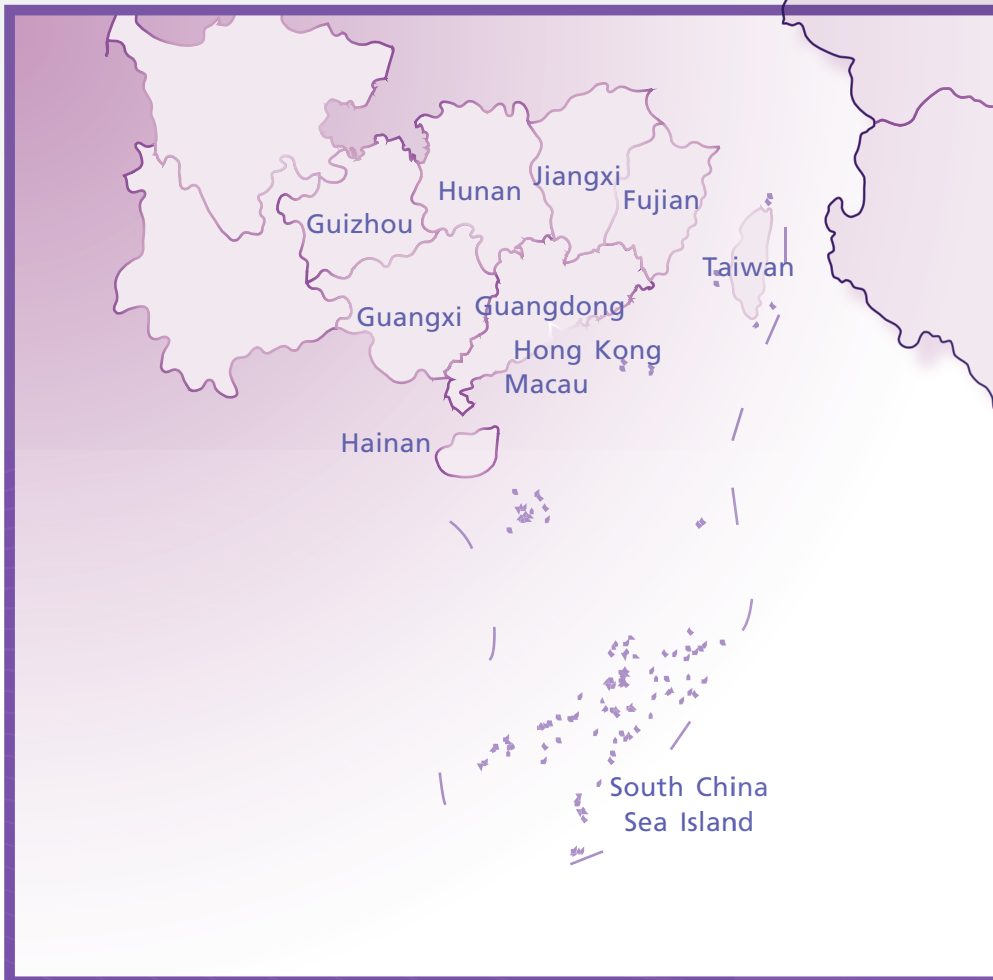 Jiangxi
Hunan
Fujian
Guizhou
Taiwan
Guangdong
Guangxi
Hong Kong
Macau
Hainan
South China
Sea Island